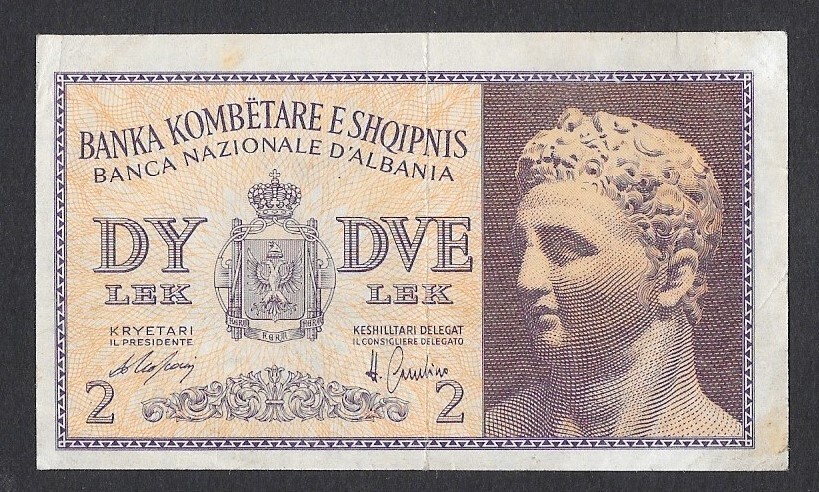 BANKA KOMBËTARE E SHQIPNIS
BANCA NAZIONALE D'ALBANIA
DY DVE
LEK LEK
KRYETARI
IL PRESIDENTE
KESHILLTARI DELEGAT
IL CONSIGLIERE DELEGATO
2 2